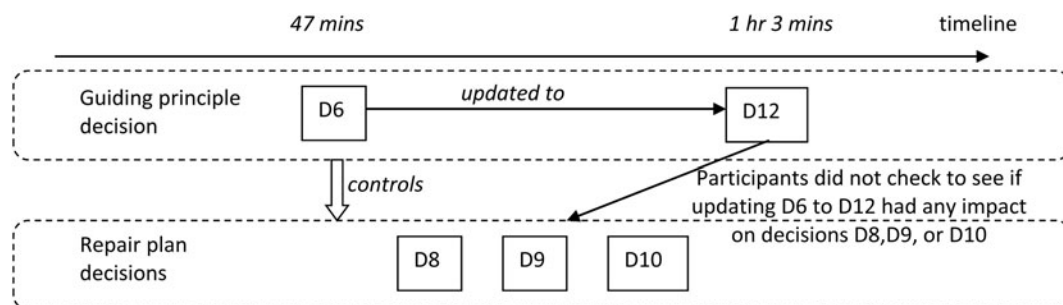 47 mins 1 hr 3 mins timeline
Guiding principle
decision
D6
updated to
D12
controls
Participants did not check to see if
updating D6 to D12 had any impact
on decisions D8,D9, or D10
Repair plan
decisions
D8 D9 D10